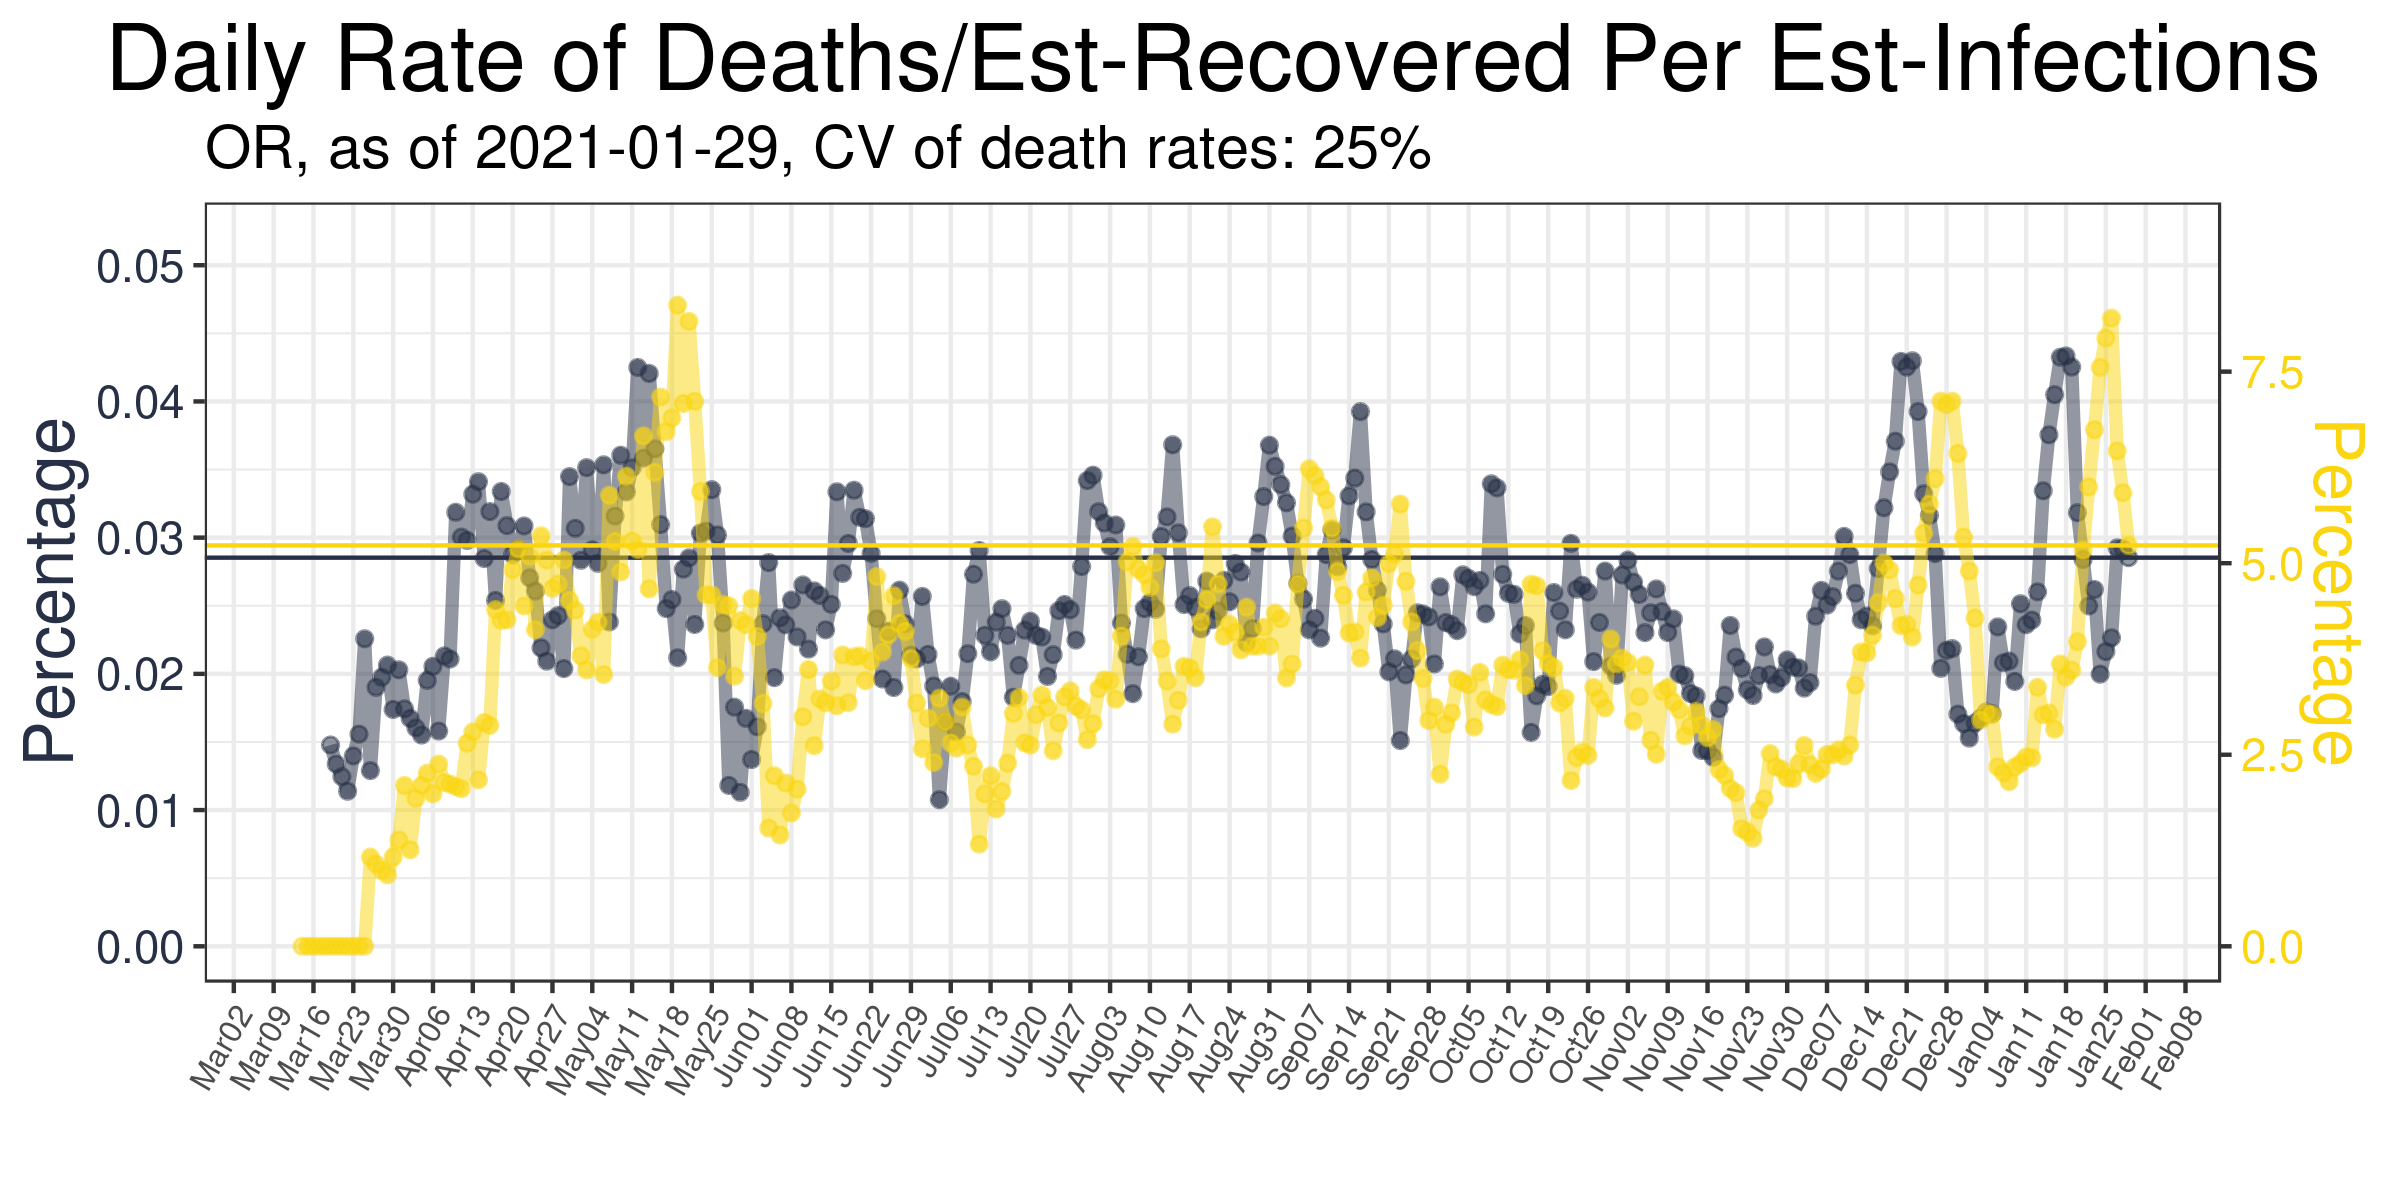 Daily Rate of Deaths/Est-Recovered Per Est-Infections
OR, as of 2021-01-29, CV of death rates: 25%
Percentage
0.05
0.04
0.03
0.02
0.01
0.00
7.5
5.0
2.5
0.0
Percentage
Mar02 Mar09 Mar16 Mar23 Mar30 Apr06 Apr13 Apr20 Apr27 May04 May11 May18 May25 Jun01 Jun08 Jun15 Jun22 Jun29 Jul06 Jul13 Jul20 Jul27 Aug03 Aug10 Aug17 Aug24 Aug31 Sep07 Sep14 Sep21 Sep28 Oct05 Oct12 Oct19 Oct26 Nov02 Nov09 Nov16 Nov23 Nov30 Dec07 Dec14 Dec21 Dec28 Jan04 Jan11 Jan18 Jan25 Feb01 Feb08